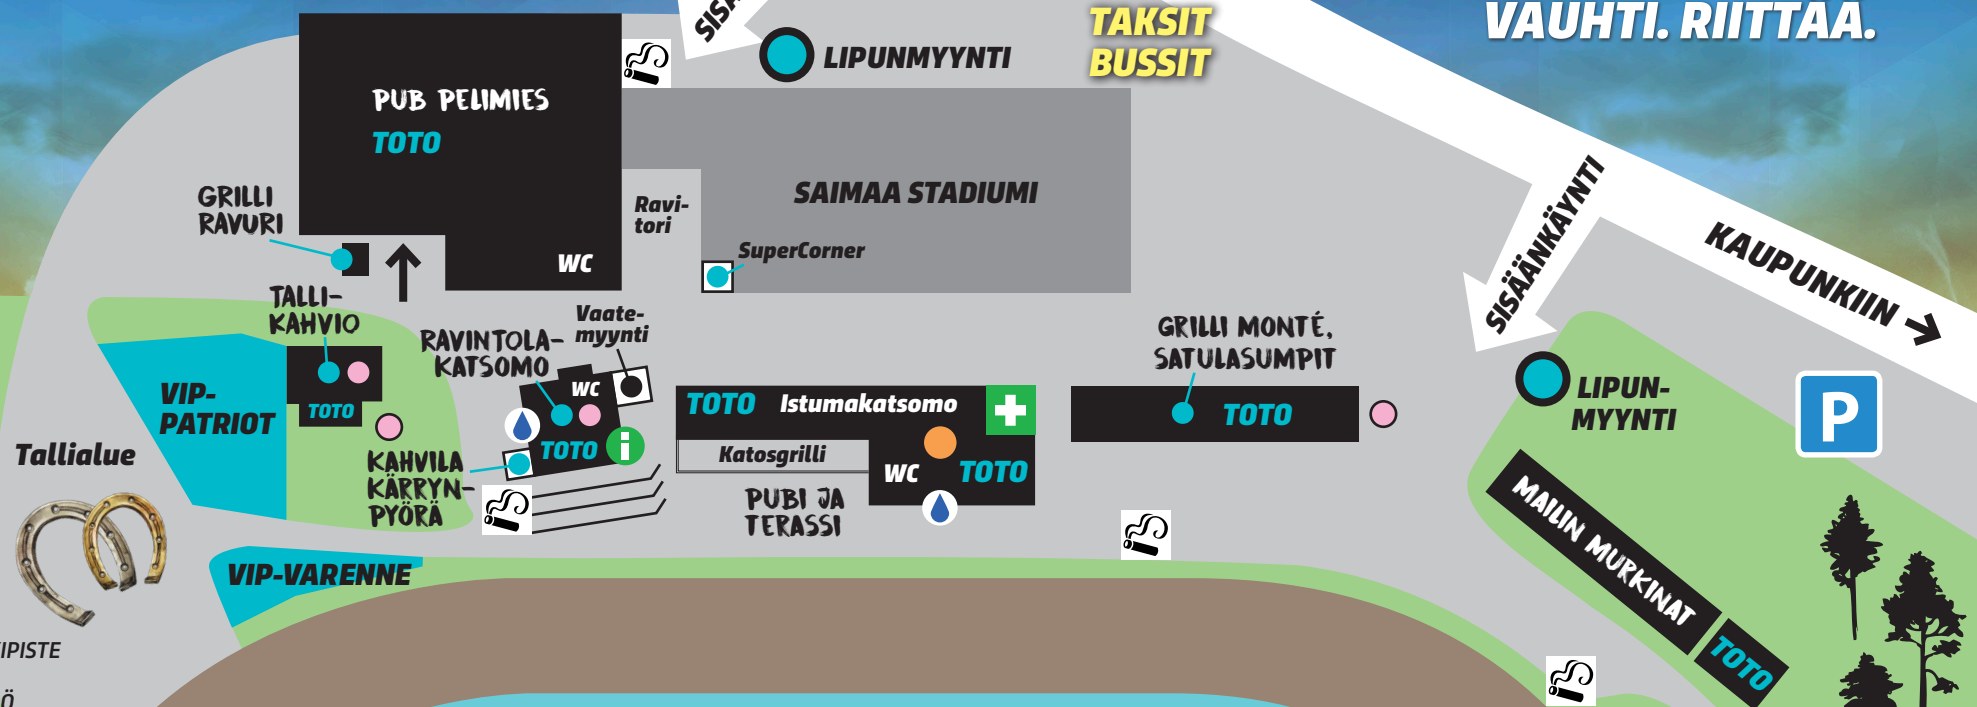 SISÄ
TAKSIT
BUSSIT
VAUHTI. RIITTAA.
LIPUNMYYNTI
PUB PELIMIES
TOTO
GRILLI
RAVURI
Ravi-
tori
SAIMAA STADIUMI
SuperCorner
WC
SISÄÄNKÄYNTI
KAUPUNKIIN
TALLI-
KAHVIO
TOTO
RAVINTOLA-
KATSOMO
Vaate-
myynti
WC
TOTO
i
GRILLI MONTÉ,
SATULASUMPIT
TOTO
VIP-
PATRIOT
TOTO Istumakatsomo
Katosgrilli
WC TOTO
LIPUN-
MYYNTI
P
Tallialue
KAHVILA
KÄRRYN-
PYÖRÄ
PUBI JA
TERASSI
MAILIN MURKINAT
TOTO
VIP-VARENNE
IPISTE
Ö